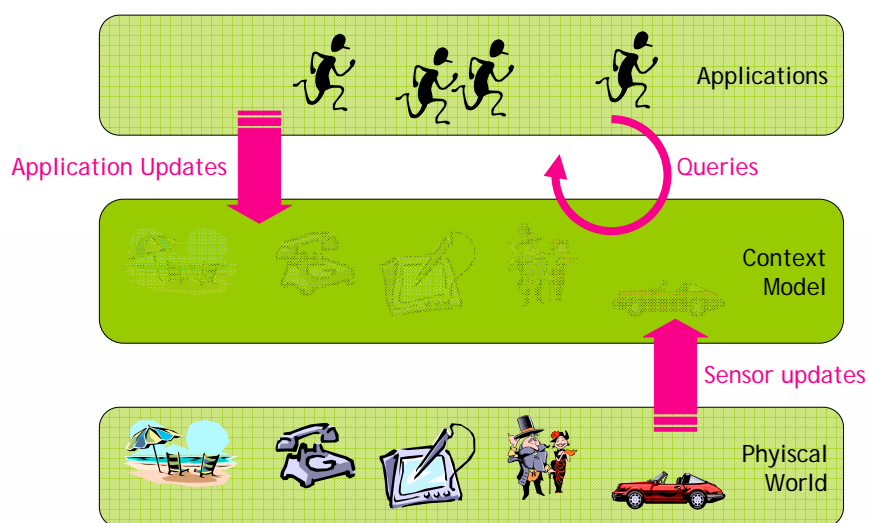 Applications
Application Updates
Queries
Context
Model
Sensor updates
Phyiscal
World